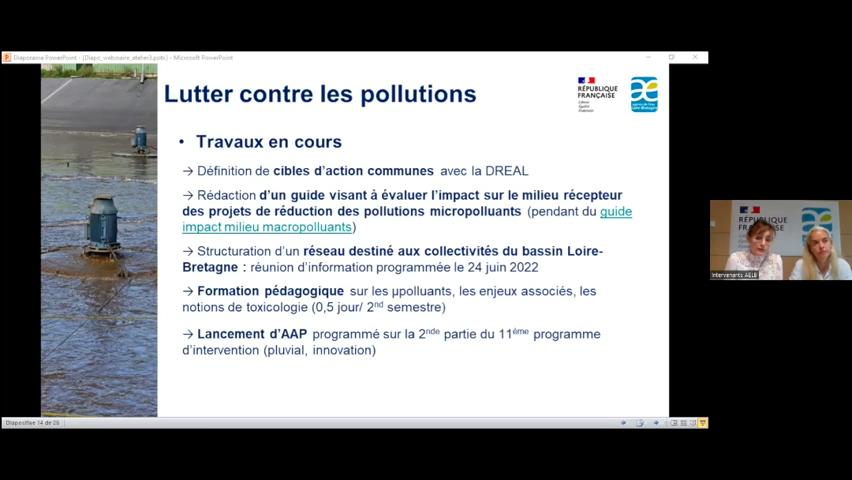 Diaporama PowerPoint - [Diapo_webinaire_atelier3.pptx] - Microsoft PowerPoint
Lutter contre les pollutions
RÉPUBLIQUE
FRANÇAISE
Liberté
Égalité
Fraternité
• Travaux en cours
→ Définition de cibles d'action communes avec la DREAL
→ Rédaction d'un guide visant à évaluer l'impact sur le milieu récepteur
des projets de réduction des pollutions micropolluants (pendant du guide
impact milieu macropolluants)
→ Structuration d'un réseau destiné aux collectivités du bassin Loire-
Bretagne : réunion d'information programmée le 24 juin 2022
→ Formation pédagogique sur les µpolluants, les enjeux associés, les
notions de toxicologie (0,5 jour/ 2nd semestre)
→ Lancement d'AAP programmé sur la 2nde partie du 11ème programme
d'intervention (pluvial, innovation)
RÉPUBLIQUE
FRANÇAISE
Intervenants AELB
Diapositive 14 de 26